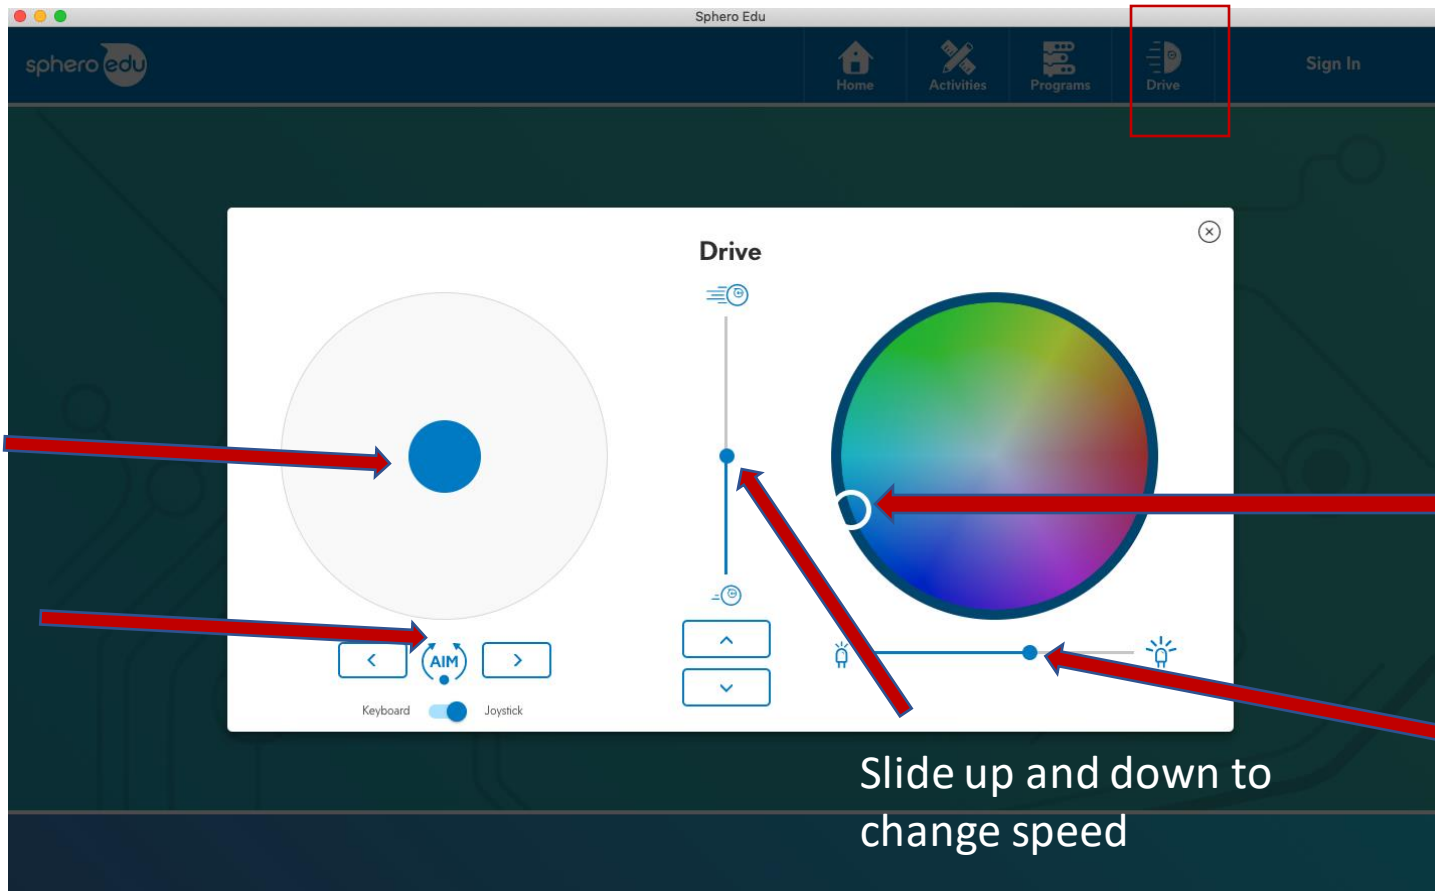 Sphero Edu
sphero edu
Home
Activities
Programs
Drive
Sign In
Drive
AIM
Keyboard
Joystick
Slide up and down to
change speed